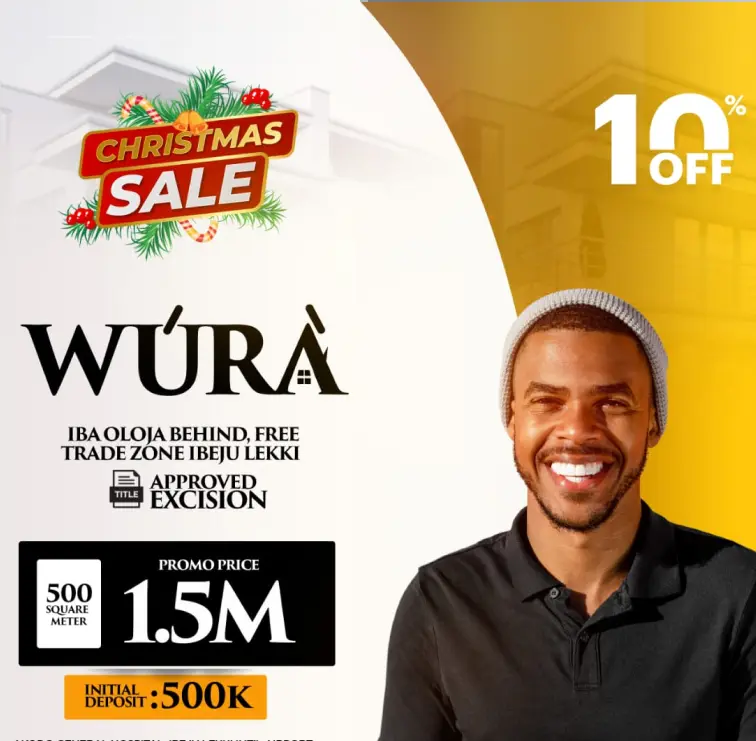 CHRISTMAS
SALE
10%
OFF
WÚRÀ
IBA OLOJA BEHIND, FREE
TRADE ZONE IBEJU LEKKI
TITLE
APPROVED
EXCISION
PROMO PRICE
500
SQUARE
METER
1.5M
INITIAL
DEPOSIT
:500K